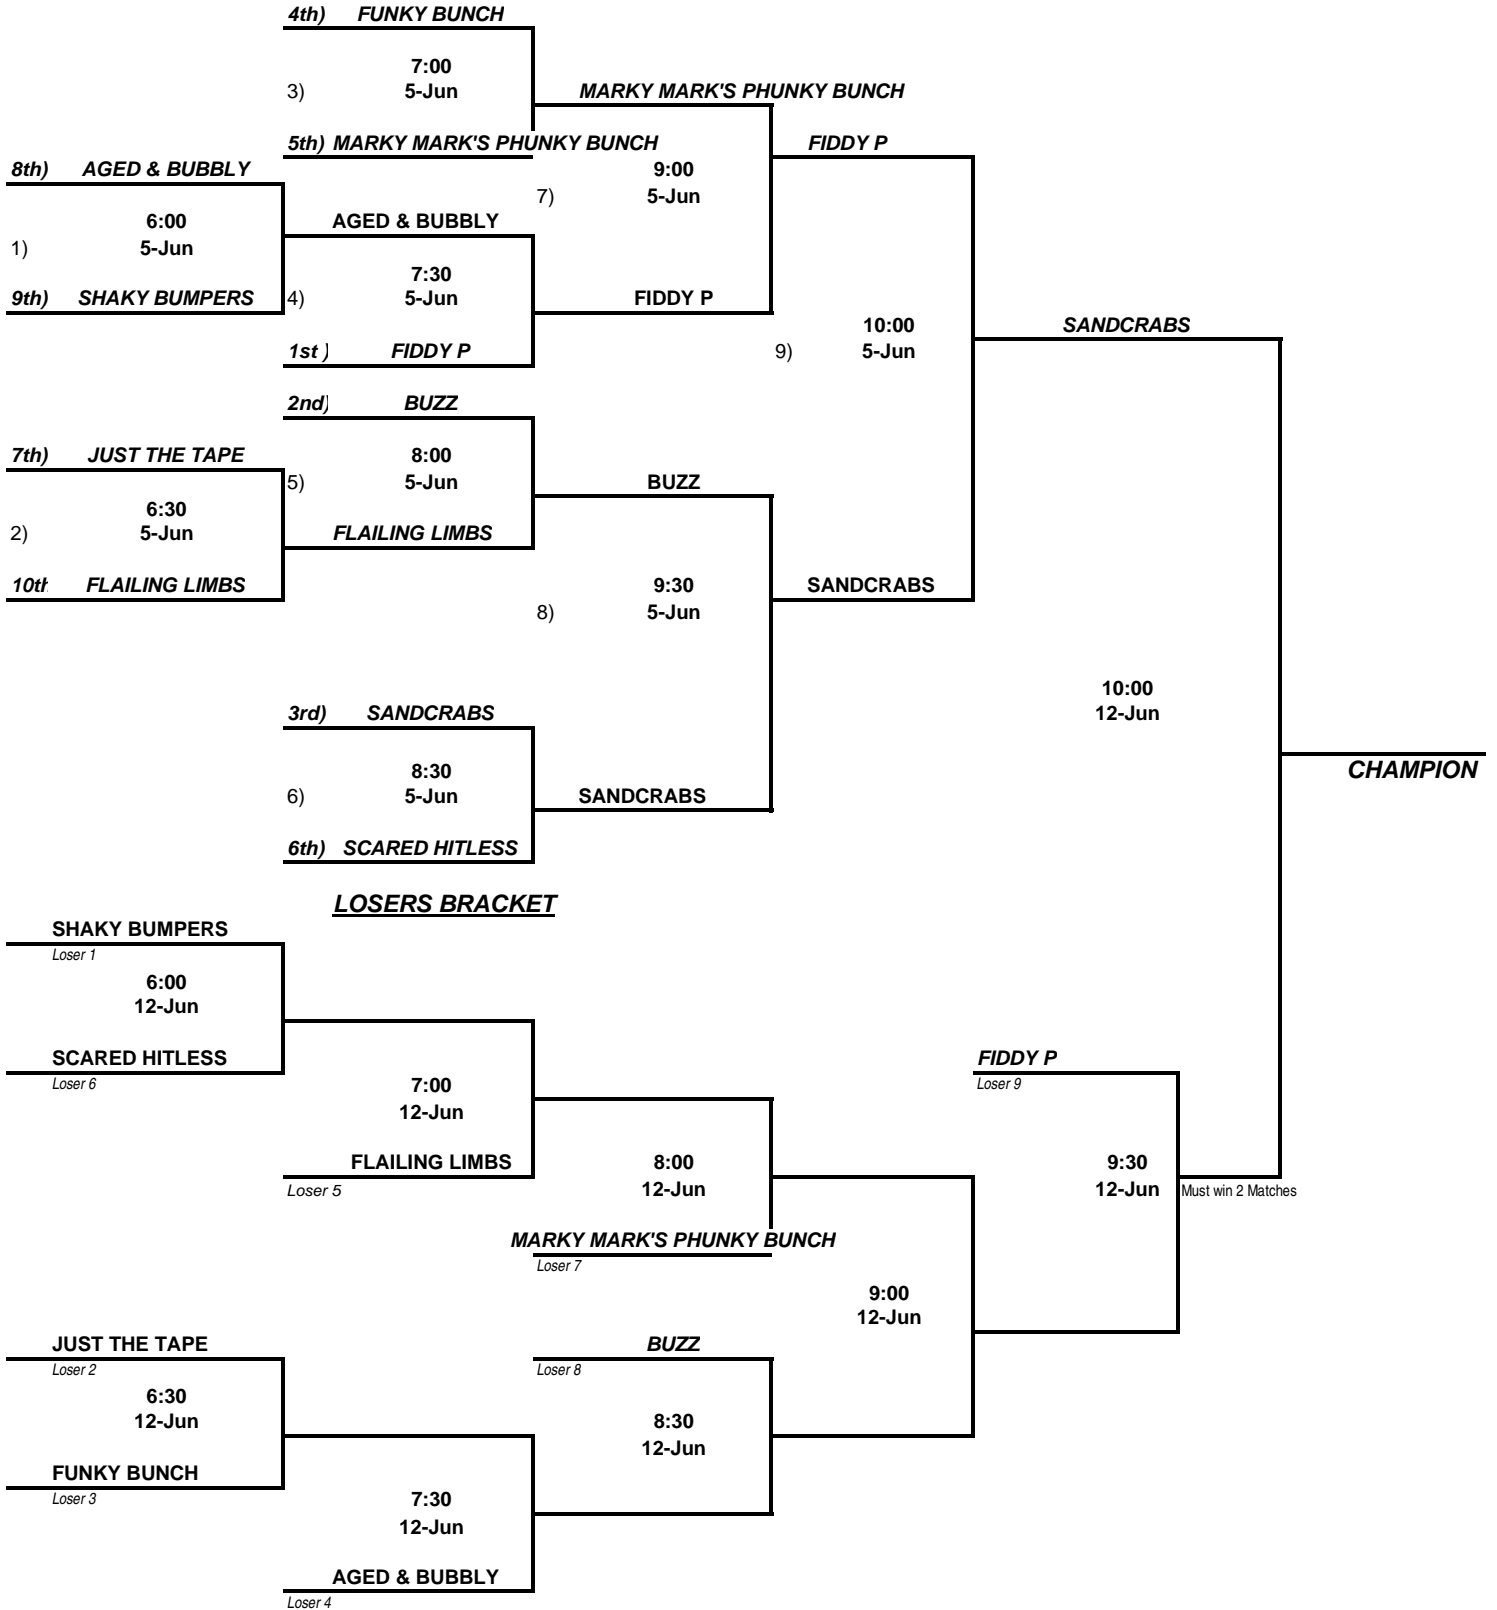 4th) FUNKY BUNCH
7:00
3) 5-Jun
MARKY MARK'S PHUNKY BUNCH
5th) MARKY MARK'S PHUNKY BUNCH
FIDDY P
8th) AGED & BUBBLY
9:00
7) 5-Jun
6:00
1) 5-Jun
AGED & BUBBLY
7:30
4) 5-Jun
9th) SHAKY BUMPERS
FIDDY P
10:00
9) 5-Jun
SANDCRABS
1st ) FIDDY P
2nd) BUZZ
7th) JUST THE TAPE
8:00
5) 5-Jun
BUZZ
6:30
2) 5-Jun
FLAILING LIMBS
10th FLAILING LIMBS
9:30
8) 5-Jun
SANDCRABS
10:00
12-Jun
3rd) SANDCRABS
CHAMPION
8:30
6) 5-Jun
SANDCRABS
6th) SCARED HITLESS
LOSERS BRACKET
SHAKY BUMPERS
Loser 1
6:00
12-Jun
SCARED HITLESS
Loser 6
FIDDY P
Loser 9
7:00
12-Jun
FLAILING LIMBS
Loser 5
8:00
12-Jun
9:30
12-Jun
Must win 2 Matches
MARKY MARK'S PHUNKY BUNCH
Loser 7
9:00
12-Jun
JUST THE TAPE
Loser 2
BUZZ
Loser 8
6:30
12-Jun
8:30
12-Jun
FUNKY BUNCH
Loser 3
7:30
12-Jun
AGED & BUBBLY
Loser 4